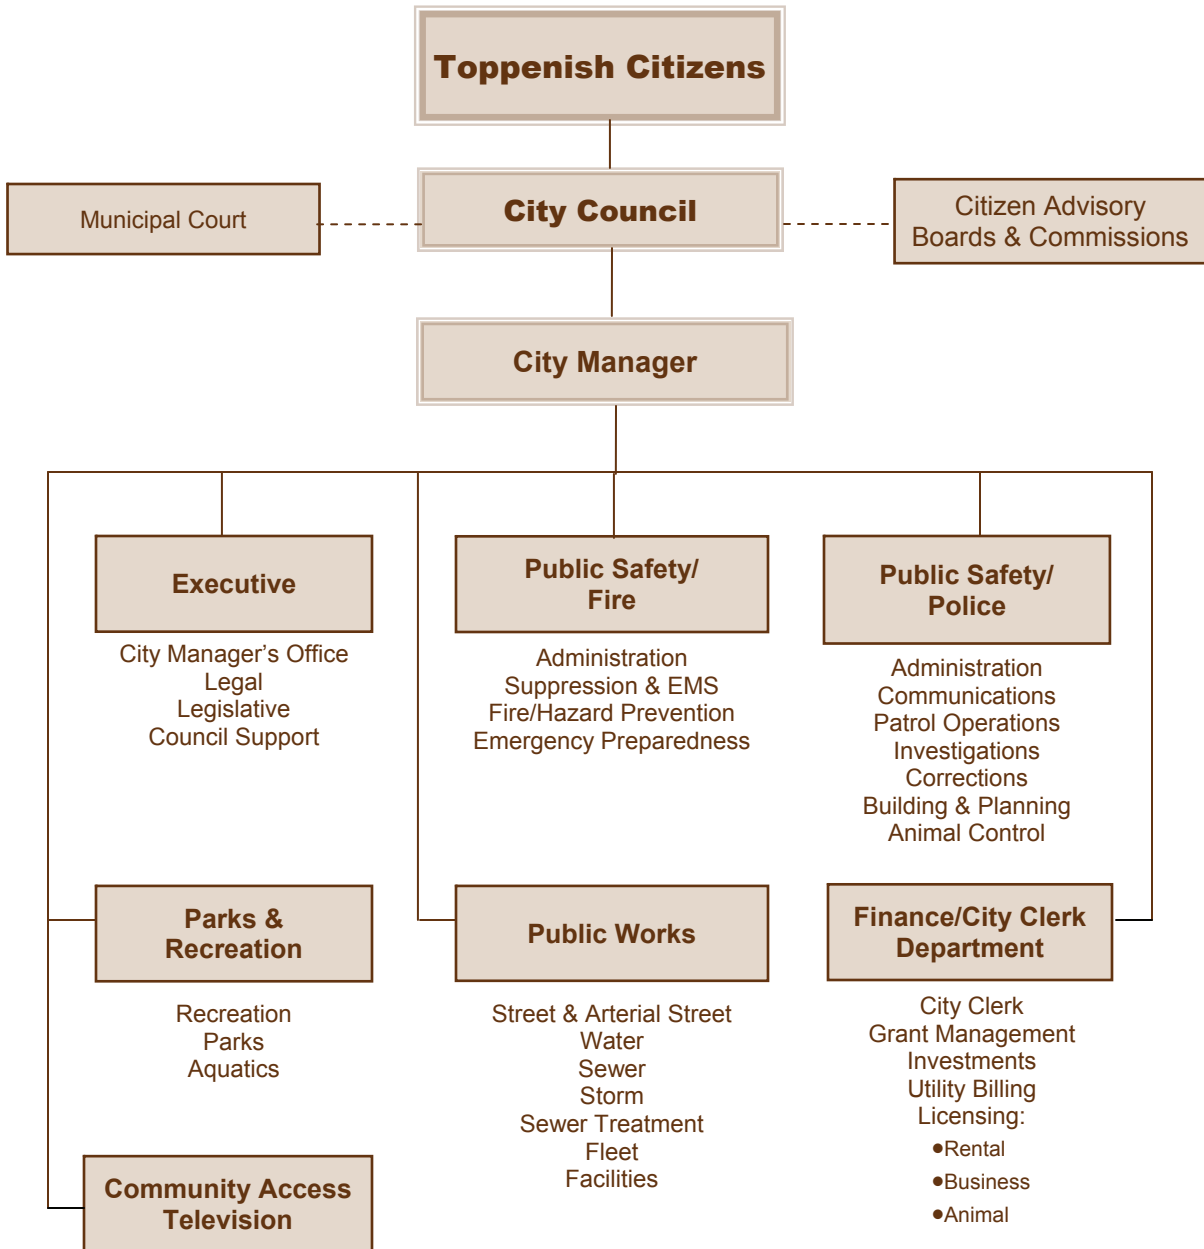 Toppenish Citizens
Municipal Court
City Council
Citizen Advisory
Boards & Commissions
City Manager
Executive
City Manager’s Office
Legal
Legislative
Council Support
Public Safety/
Fire
Administration
Suppression & EMS
Fire/Hazard Prevention
Emergency Preparedness
Public Safety/
Police
Administration
Communications
Patrol Operations
Investigations
Corrections
Building & Planning
Animal Control
Parks &
Recreation
Recreation
Parks
Aquatics
Public Works
Street & Arterial Street
Water
Sewer
Storm
Sewer Treatment
Fleet
Facilities
Finance/City Clerk
Department
City Clerk
Grant Management
Investments
Utility Billing
Licensing:
●Rental
●Business
●Animal
Community Access
Television